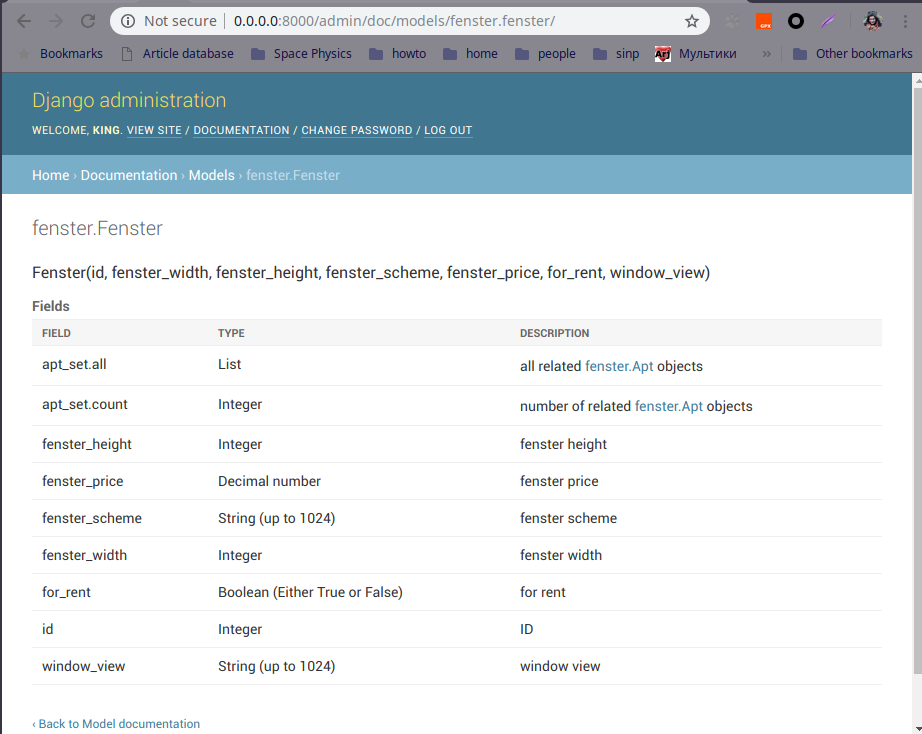 Not secure | 0.0.0.0:8000/admin/doc/models/fenster.fenster/
GPX
Bookmarks Article database Space Physics howto home people sinp Мультики » Other bookmarks
Django administration
WELCOME, KING. VIEW SITE / DOCUMENTATION / CHANGE PASSWORD / LOG OUT
Home › Documentation › Models › fenster.Fenster
fenster.Fenster
Fenster(id, fenster_width, fenster_height, fenster_scheme, fenster_price, for_rent, window_view)
Fields
FIELD TYPE DESCRIPTION
apt_set.all List all related fenster.Apt objects
apt_set.count Integer number of related fenster.Apt objects
fenster_height Integer fenster height
fenster_price Decimal number fenster price
fenster_scheme String (up to 1024) fenster scheme
fenster_width Integer fenster width
for_rent Boolean (Either True or False) for rent
id Integer ID
window_view String (up to 1024) window view
‹ Back to Model documentation